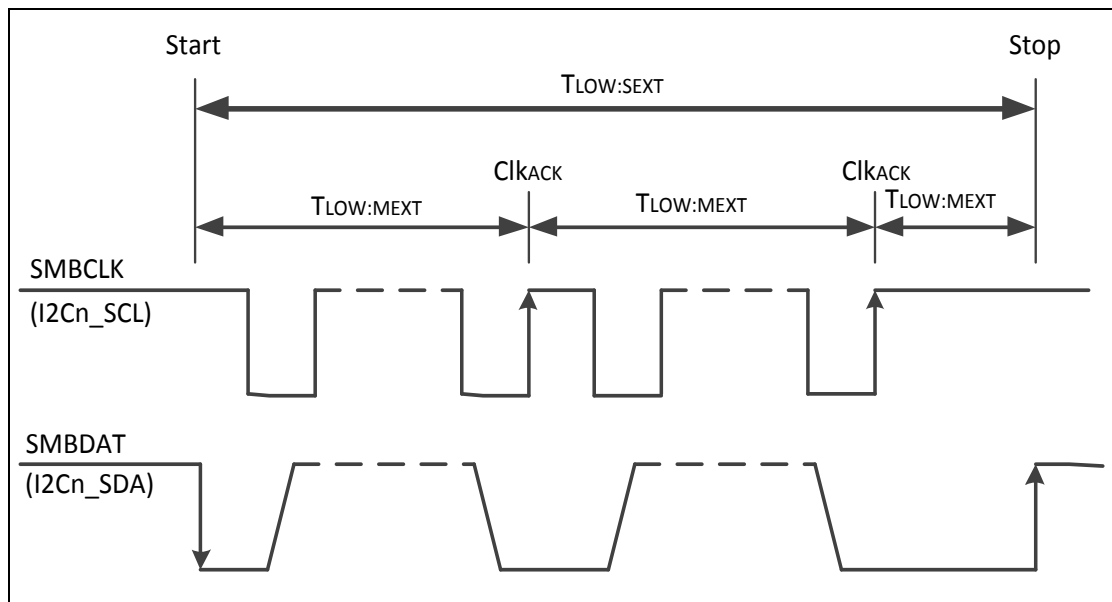 Start Stop
TLOW:SEXT
ClkACK ClkACK
TLOW:MEXT TLOW:MEXT TLOW:MEXT
SMBCLK
(I2Cn_SCL)
SMBDAT
(I2Cn_SDA)